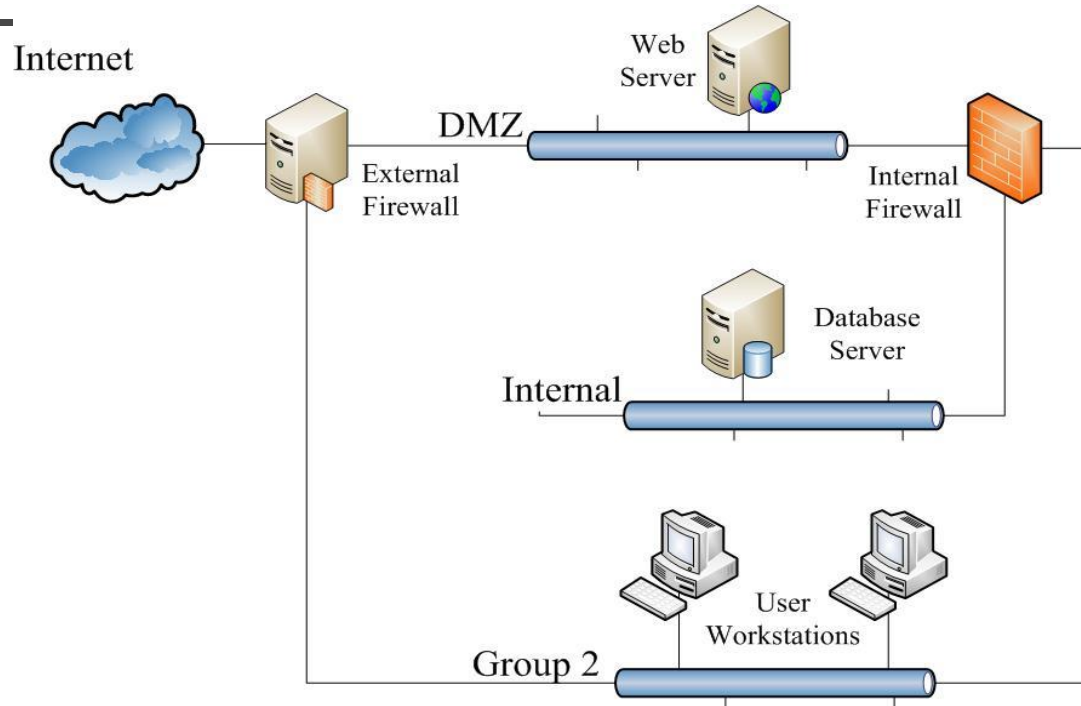 Internet
Web
Server
DMZ
External
Firewall
Internal
Firewall
Database
Server
Internal
User
Workstations
Group 2